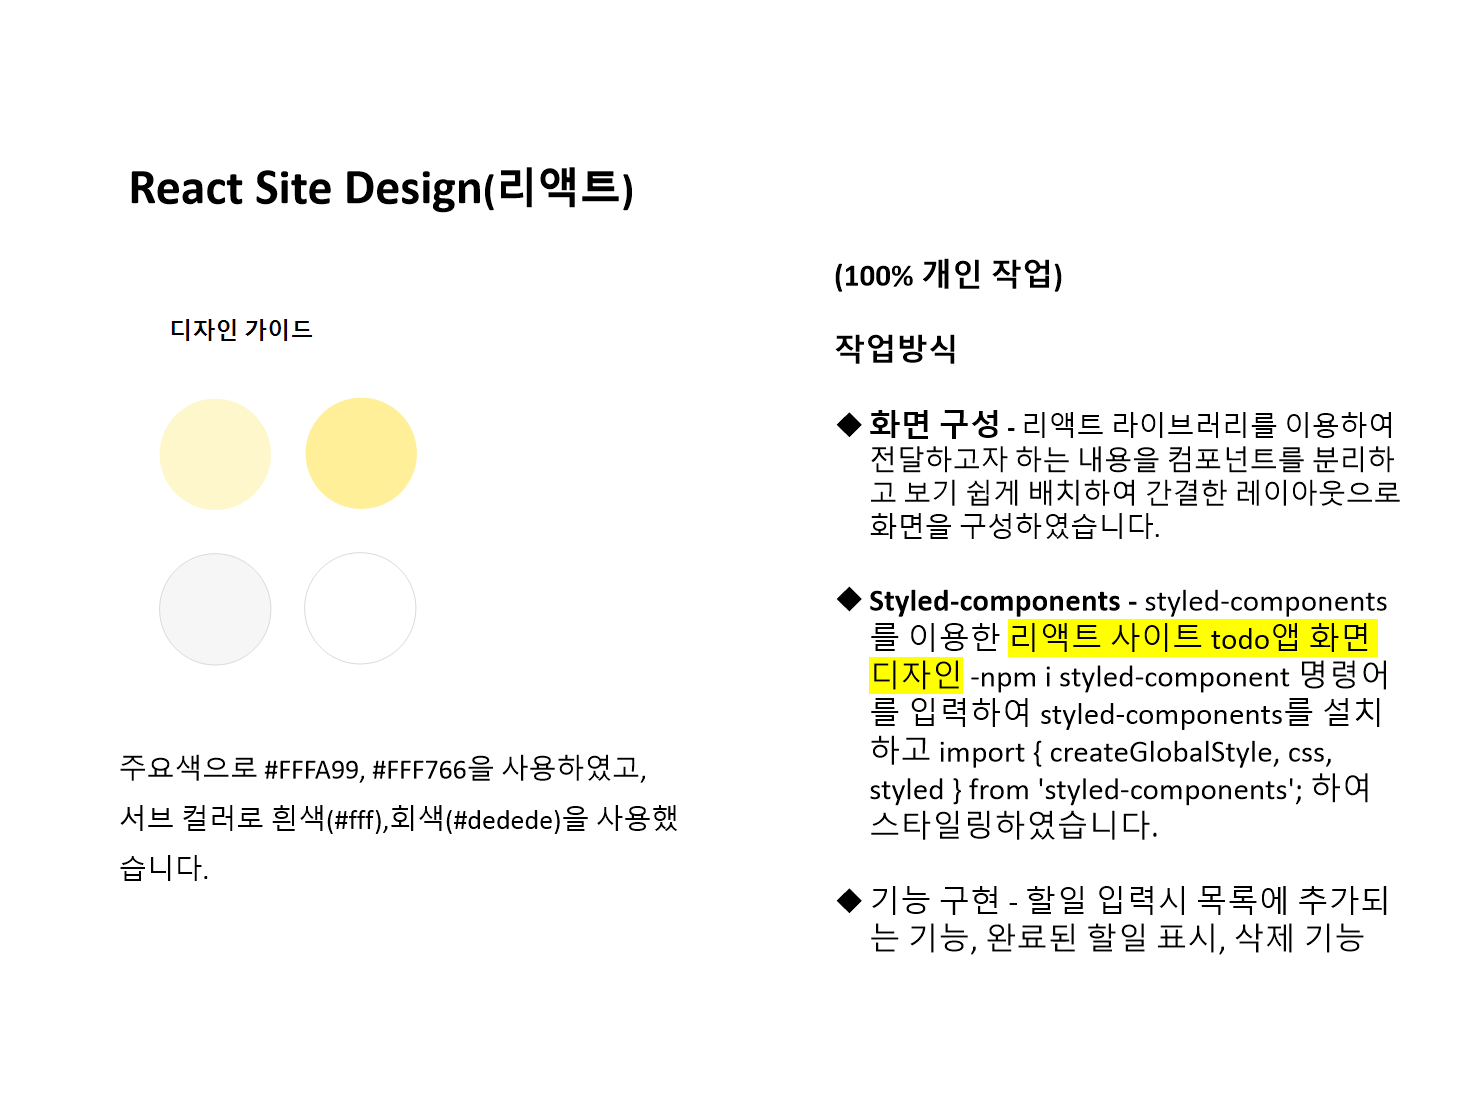 React Site Design(리액트)
디자인 가이드
주요색으로 #FFFA99, #FFF766을 사용하였고,
서브 컬러로 흰색(#fff),회색(#dedede)을 사용했
습니다.
(100% 개인 작업)
작업방식
◆ 화면 구성 - 리액트 라이브러리를 이용하여
전달하고자 하는 내용을 컴포넌트를 분리하
고 보기 쉽게 배치하여 간결한 레이아웃으로
화면을 구성하였습니다.
◆ Styled-components - styled-components
를 이용한 리액트 사이트 todo앱 화면
디자인 -npm i styled-component 명령어
를 입력하여 styled-components를 설치
하고 import { createGlobalStyle, css,
styled } from 'styled-components'; 하여
스타일링하였습니다.
◆ 기능 구현 - 할일 입력시 목록에 추가되
는 기능, 완료된 할일 표시, 삭제 기능